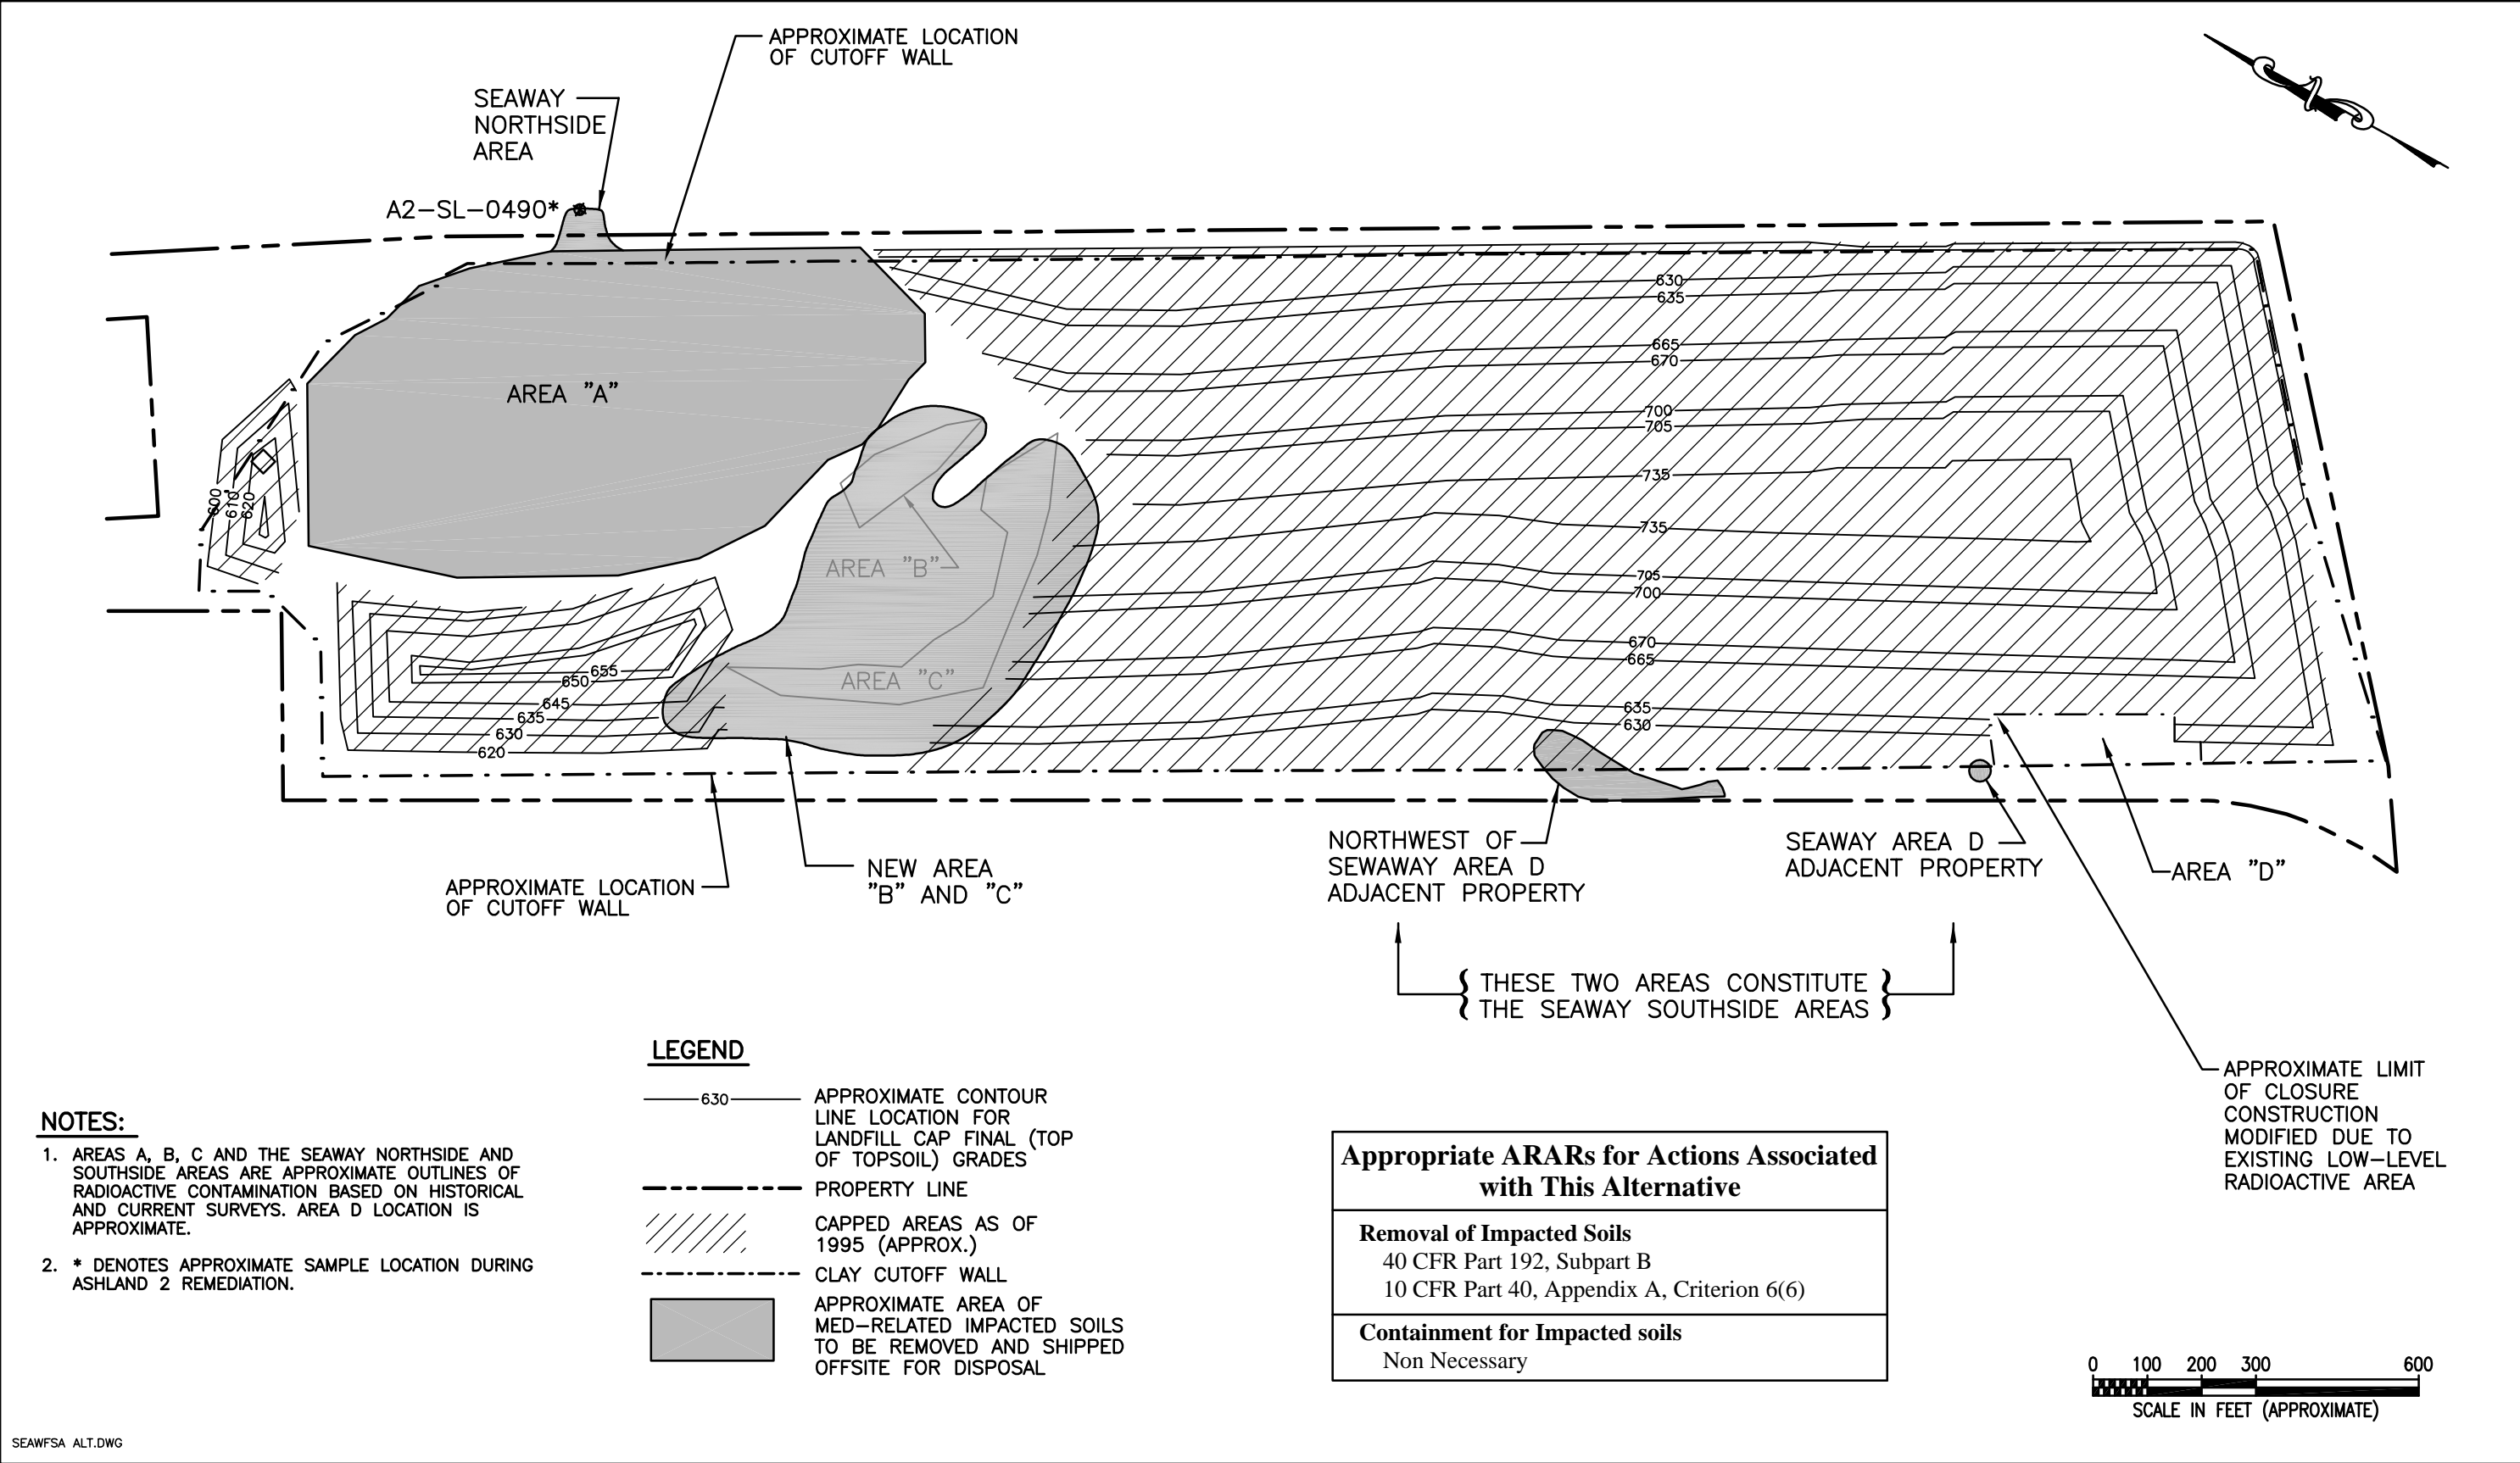 APPROXIMATE LOCATION
OF CUTOFF WALL
SEAWAY
NORTHSIDE
AREA
A2-SL-0490*
AREA "A"
AREA "B"
AREA "C"
600
610
620
655
650
645
635
630
620
630
635
665
670
700
705
735
735
705
700
670
665
635
630
APPROXIMATE LOCATION
OF CUTOFF WALL
NEW AREA
"B" AND "C"
NORTHWEST OF
SEWAWAY AREA D
ADJACENT PROPERTY
SEAWAY AREA D
ADJACENT PROPERTY
AREA "D"
{ THESE TWO AREAS CONSTITUTE }
{ THE SEAWAY SOUTHSIDE AREAS }
APPROXIMATE LIMIT
OF CLOSURE
CONSTRUCTION
MODIFIED DUE TO
EXISTING LOW-LEVEL
RADIOACTIVE AREA
NOTES:
1. AREAS A, B, C AND THE SEAWAY NORTHSIDE AND
SOUTHSIDE AREAS ARE APPROXIMATE OUTLINES OF
RADIOACTIVE CONTAMINATION BASED ON HISTORICAL
AND CURRENT SURVEYS. AREA D LOCATION IS
APPROXIMATE.
2. * DENOTES APPROXIMATE SAMPLE LOCATION DURING
ASHLAND 2 REMEDIATION.
LEGEND
630
APPROXIMATE CONTOUR
LINE LOCATION FOR
LANDFILL CAP FINAL (TOP
OF TOPSOIL) GRADES
PROPERTY LINE
CAPPED AREAS AS OF
1995 (APPROX.)
CLAY CUTOFF WALL
APPROXIMATE AREA OF
MED-RELATED IMPACTED SOILS
TO BE REMOVED AND SHIPPED
OFFSITE FOR DISPOSAL
Appropriate ARARs for Actions Associated
with This Alternative
Removal of Impacted Soils
40 CFR Part 192, Subpart B
10 CFR Part 40, Appendix A, Criterion 6(6)
Containment for Impacted soils
Non Necessary
0 100 200 300 600
SCALE IN FEET (APPROXIMATE)
SEAWFSA ALT.DWG